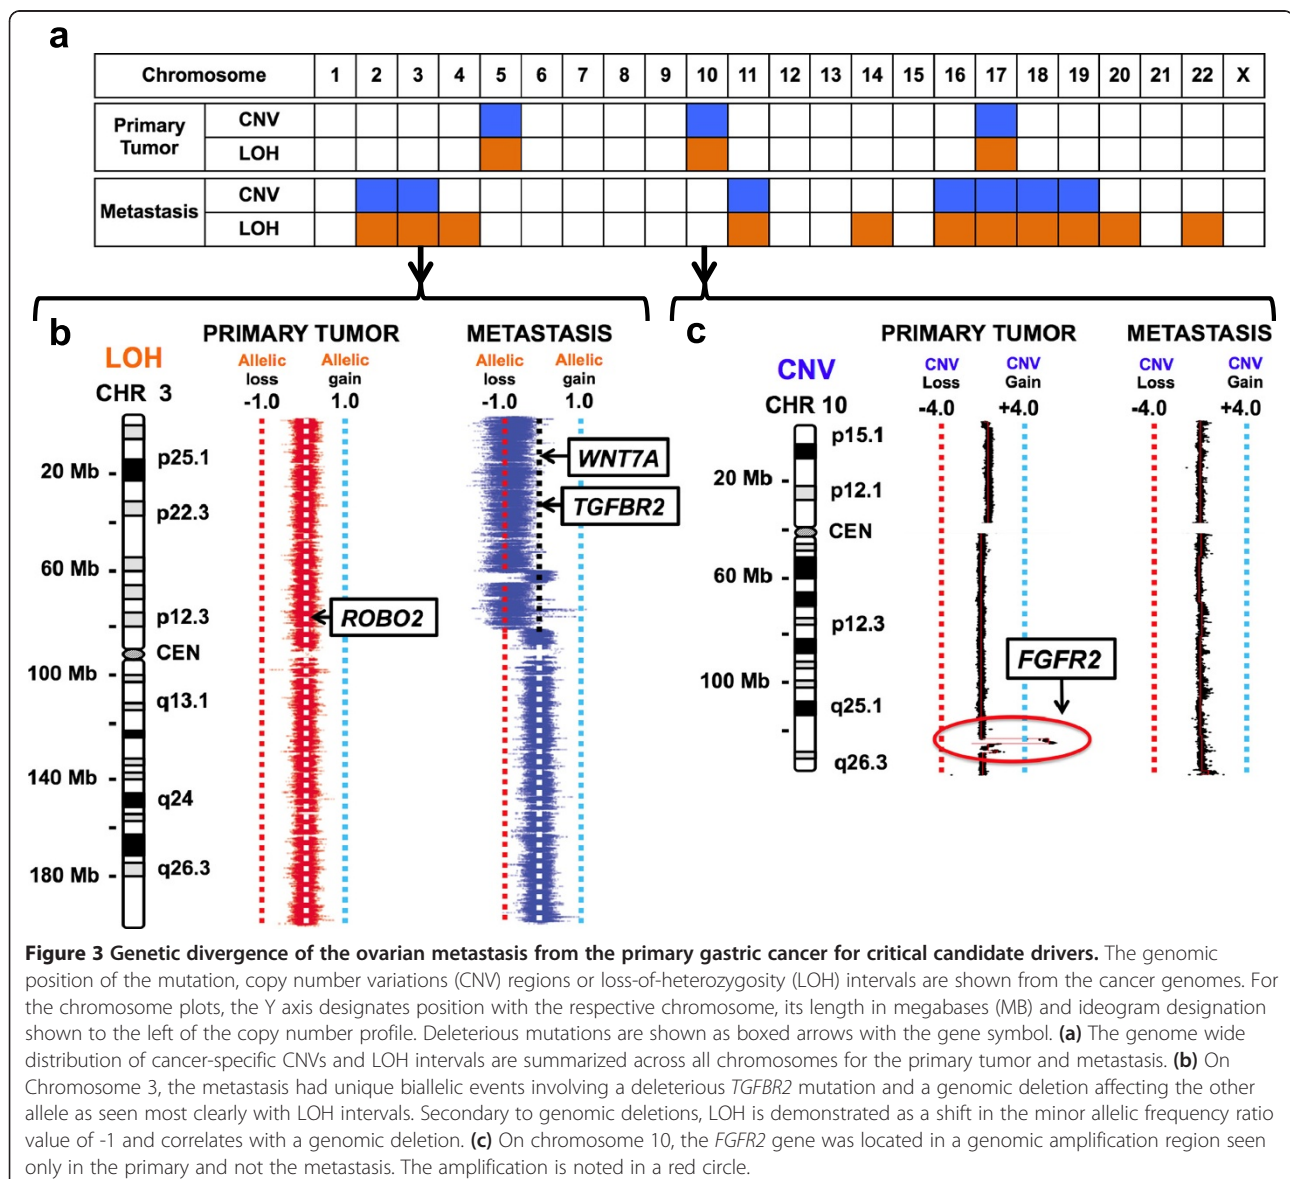 a
Chromosome 1 2 3 4 5 6 7 8 9 10 11 12 13 14 15 16 17 18 19 20 21 22 X
Primary Tumor CNV
LOH
Metastasis CNV
LOH
b
PRIMARY TUMOR METASTASIS
LOH
Allelic loss Allelic gain Allelic loss Allelic gain
CHR 3 -1.0 1.0 -1.0 1.0
p25.1
WNT7A
20 Mb
TGFBR2
p22.3
60 Mb
p12.3
ROBO2
CEN
100 Mb
q13.1
140 Mb
q24
q26.3
180 Mb
c
PRIMARY TUMOR METASTASIS
CNV
CNV Loss CNV Gain CNV Loss CNV Gain
CHR 10 -4.0 +4.0 -4.0 +4.0
p15.1
20 Mb
p12.1
CEN
60 Mb
p12.3
FGFR2
100 Mb
q25.1
q26.3
Figure 3 Genetic divergence of the ovarian metastasis from the primary gastric cancer for critical candidate drivers. The genomic
position of the mutation, copy number variations (CNV) regions or loss-of-heterozygosity (LOH) intervals are shown from the cancer genomes. For
the chromosome plots, the Y axis designates position with the respective chromosome, its length in megabases (MB) and ideogram designation
shown to the left of the copy number profile. Deleterious mutations are shown as boxed arrows with the gene symbol. (a) The genome wide
distribution of cancer-specific CNVs and LOH intervals are summarized across all chromosomes for the primary tumor and metastasis. (b) On
Chromosome 3, the metastasis had unique biallelic events involving a deleterious TGFBR2 mutation and a genomic deletion affecting the other
allele as seen most clearly with LOH intervals. Secondary to genomic deletions, LOH is demonstrated as a shift in the minor allelic frequency ratio
value of -1 and correlates with a genomic deletion. (c) On chromosome 10, the FGFR2 gene was located in a genomic amplification region seen
only in the primary and not the metastasis. The amplification is noted in a red circle.